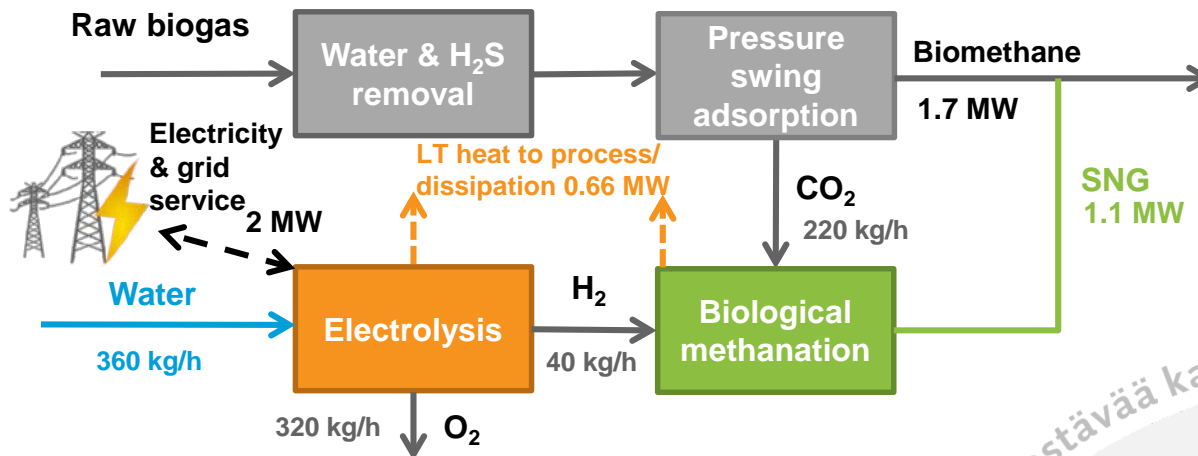 Raw biogas
Water & H₂S
removal
Pressure
swing
adsorption
Biomethane
1.7 MW
Electricity
& grid
service
2 MW
LT heat to process/
dissipation 0.66 MW
CO₂
220 kg/h
SNG
1.1 MW
Water
360 kg/h
Electrolysis
H₂
40 kg/h
Biological
methanation
320 kg/h
O₂